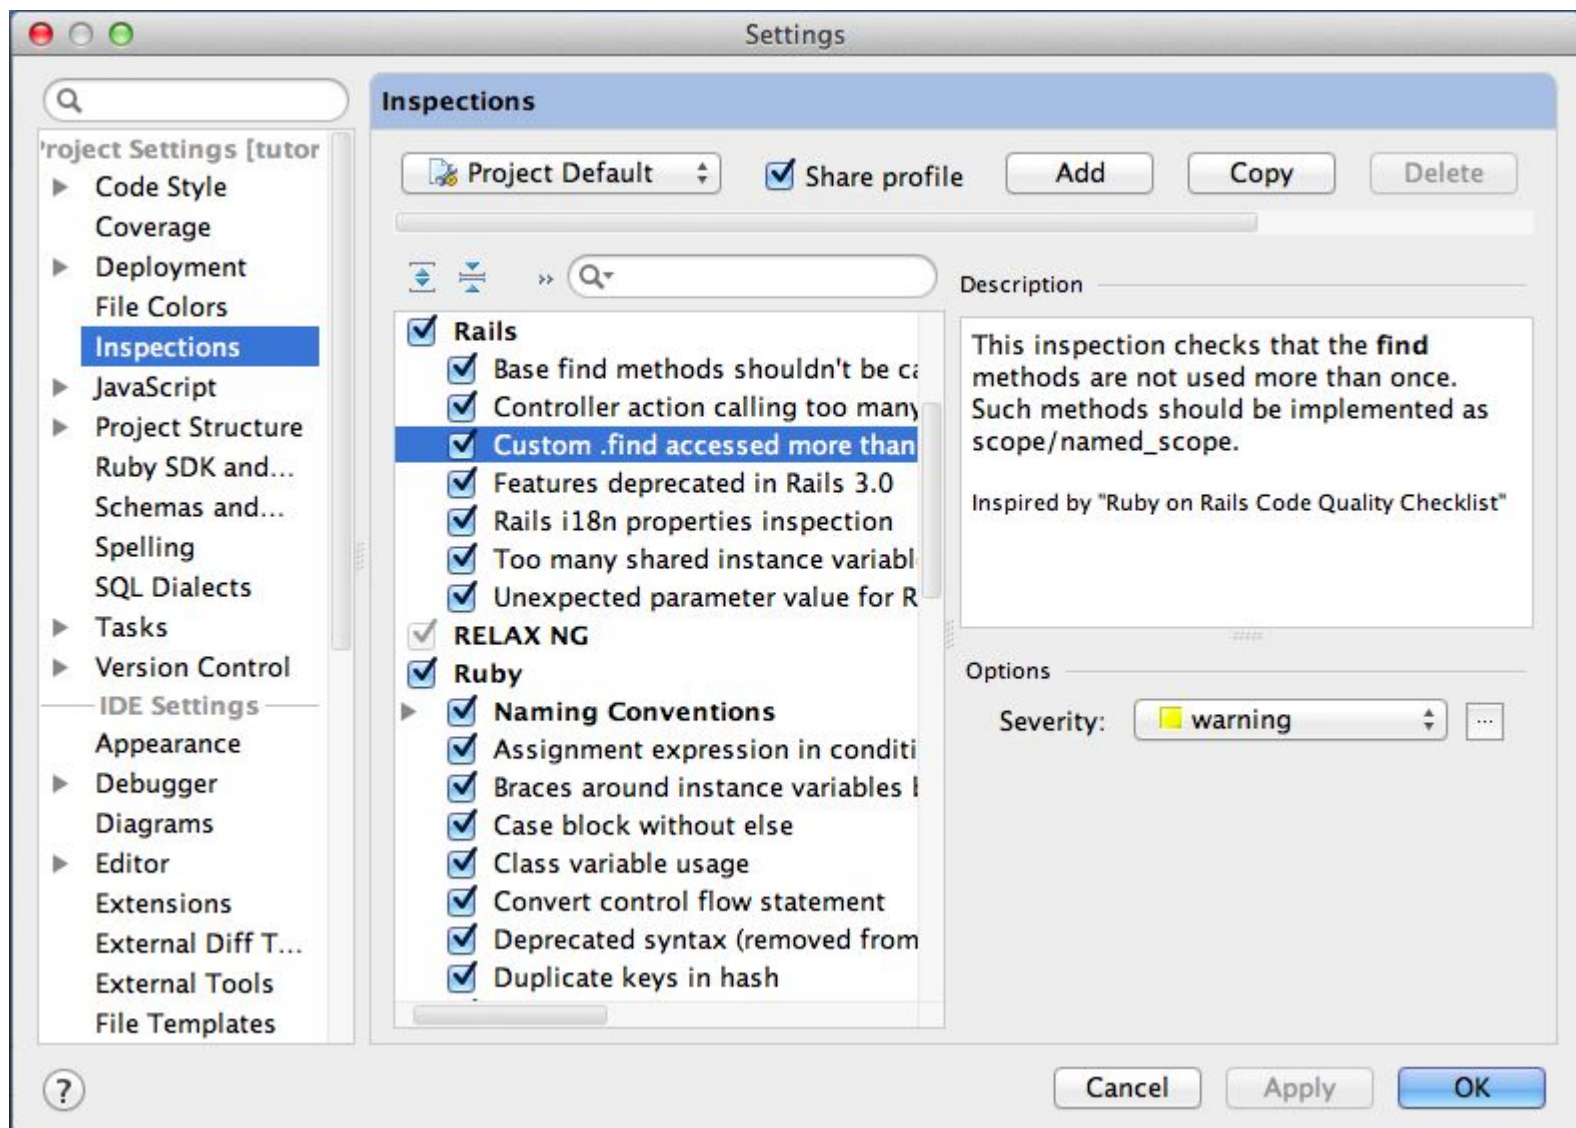 Settings
Inspections
Project Settings [tutor
Code Style
Coverage
Deployment
File Colors
Inspections
JavaScript
Project Structure
Ruby SDK and...
Schemas and...
Spelling
SQL Dialects
Tasks
Version Control
IDE Settings
Appearance
Debugger
Diagrams
Editor
Extensions
External Diff T...
External Tools
File Templates
Project Default
Share profile
Add
Copy
Delete
»
Rails
Base find methods shouldn't be ca
Controller action calling too many
Custom .find accessed more than
Features deprecated in Rails 3.0
Rails i18n properties inspection
Too many shared instance variabl
Unexpected parameter value for R
RELAX NG
Ruby
Naming Conventions
Assignment expression in conditi
Braces around instance variables
Case block without else
Class variable usage
Convert control flow statement
Deprecated syntax (removed from
Duplicate keys in hash
Description
This inspection checks that the find
methods are not used more than once.
Such methods should be implemented as
scope/named_scope.
Inspired by "Ruby on Rails Code Quality Checklist"
Options
Severity: warning ...
?
Cancel
Apply
OK